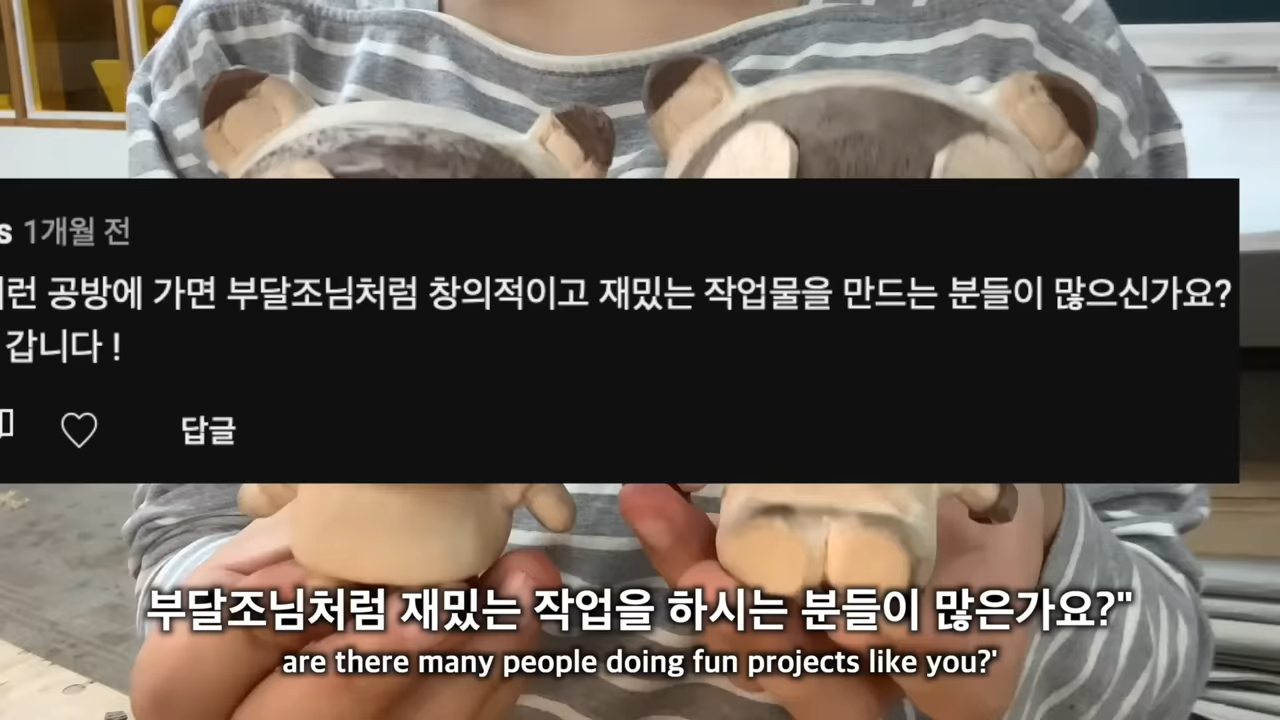 s 1개월 전
런 공방에 가면 부달조님처럼 창의적이고 재밌는 작업물을 만드는 분들이 많으신가요?
갑니다 !
답글
부달조님처럼 재밌는 작업을 하시는 분들이 많은가요?"
are there many people doing fun projects like you?'